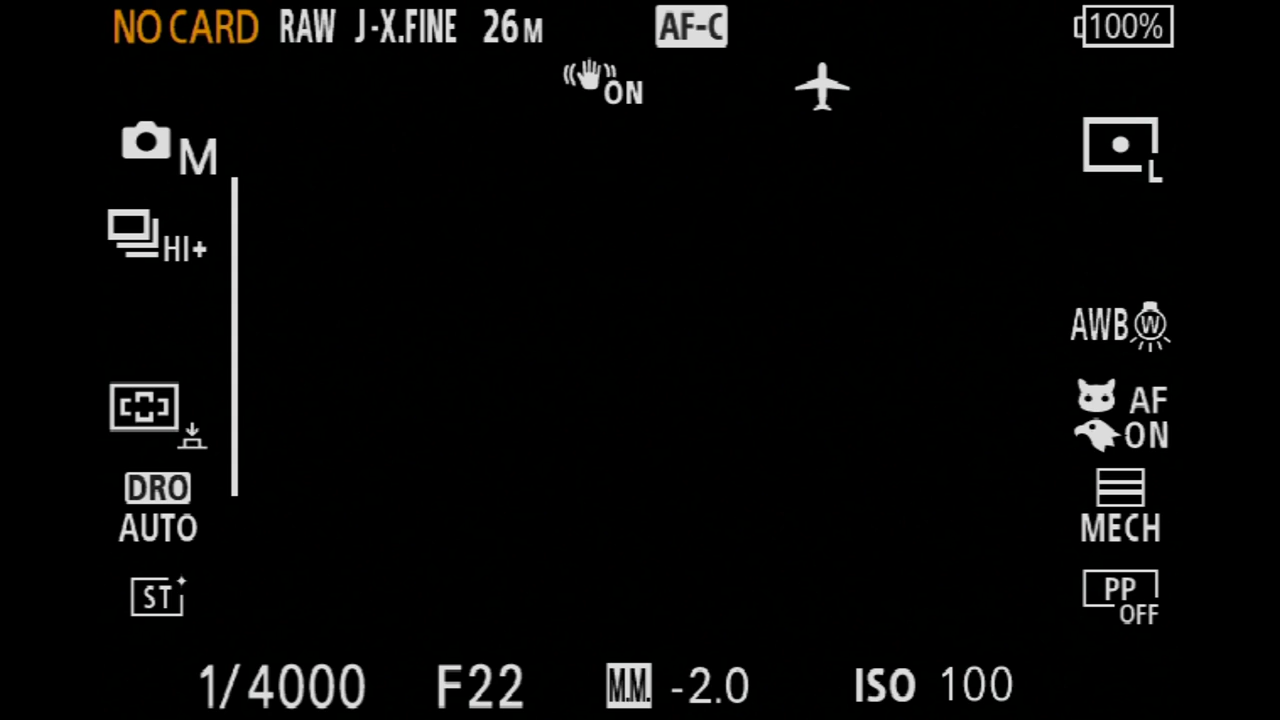 NO CARD RAW J-X.FINE 26M AF-C 100%
ON
M
L
HI+
AWB W
AF
ON
DRO
AUTO
MECH
ST
PP
OFF
1/4000 F22 M.M. -2.0 ISO 100